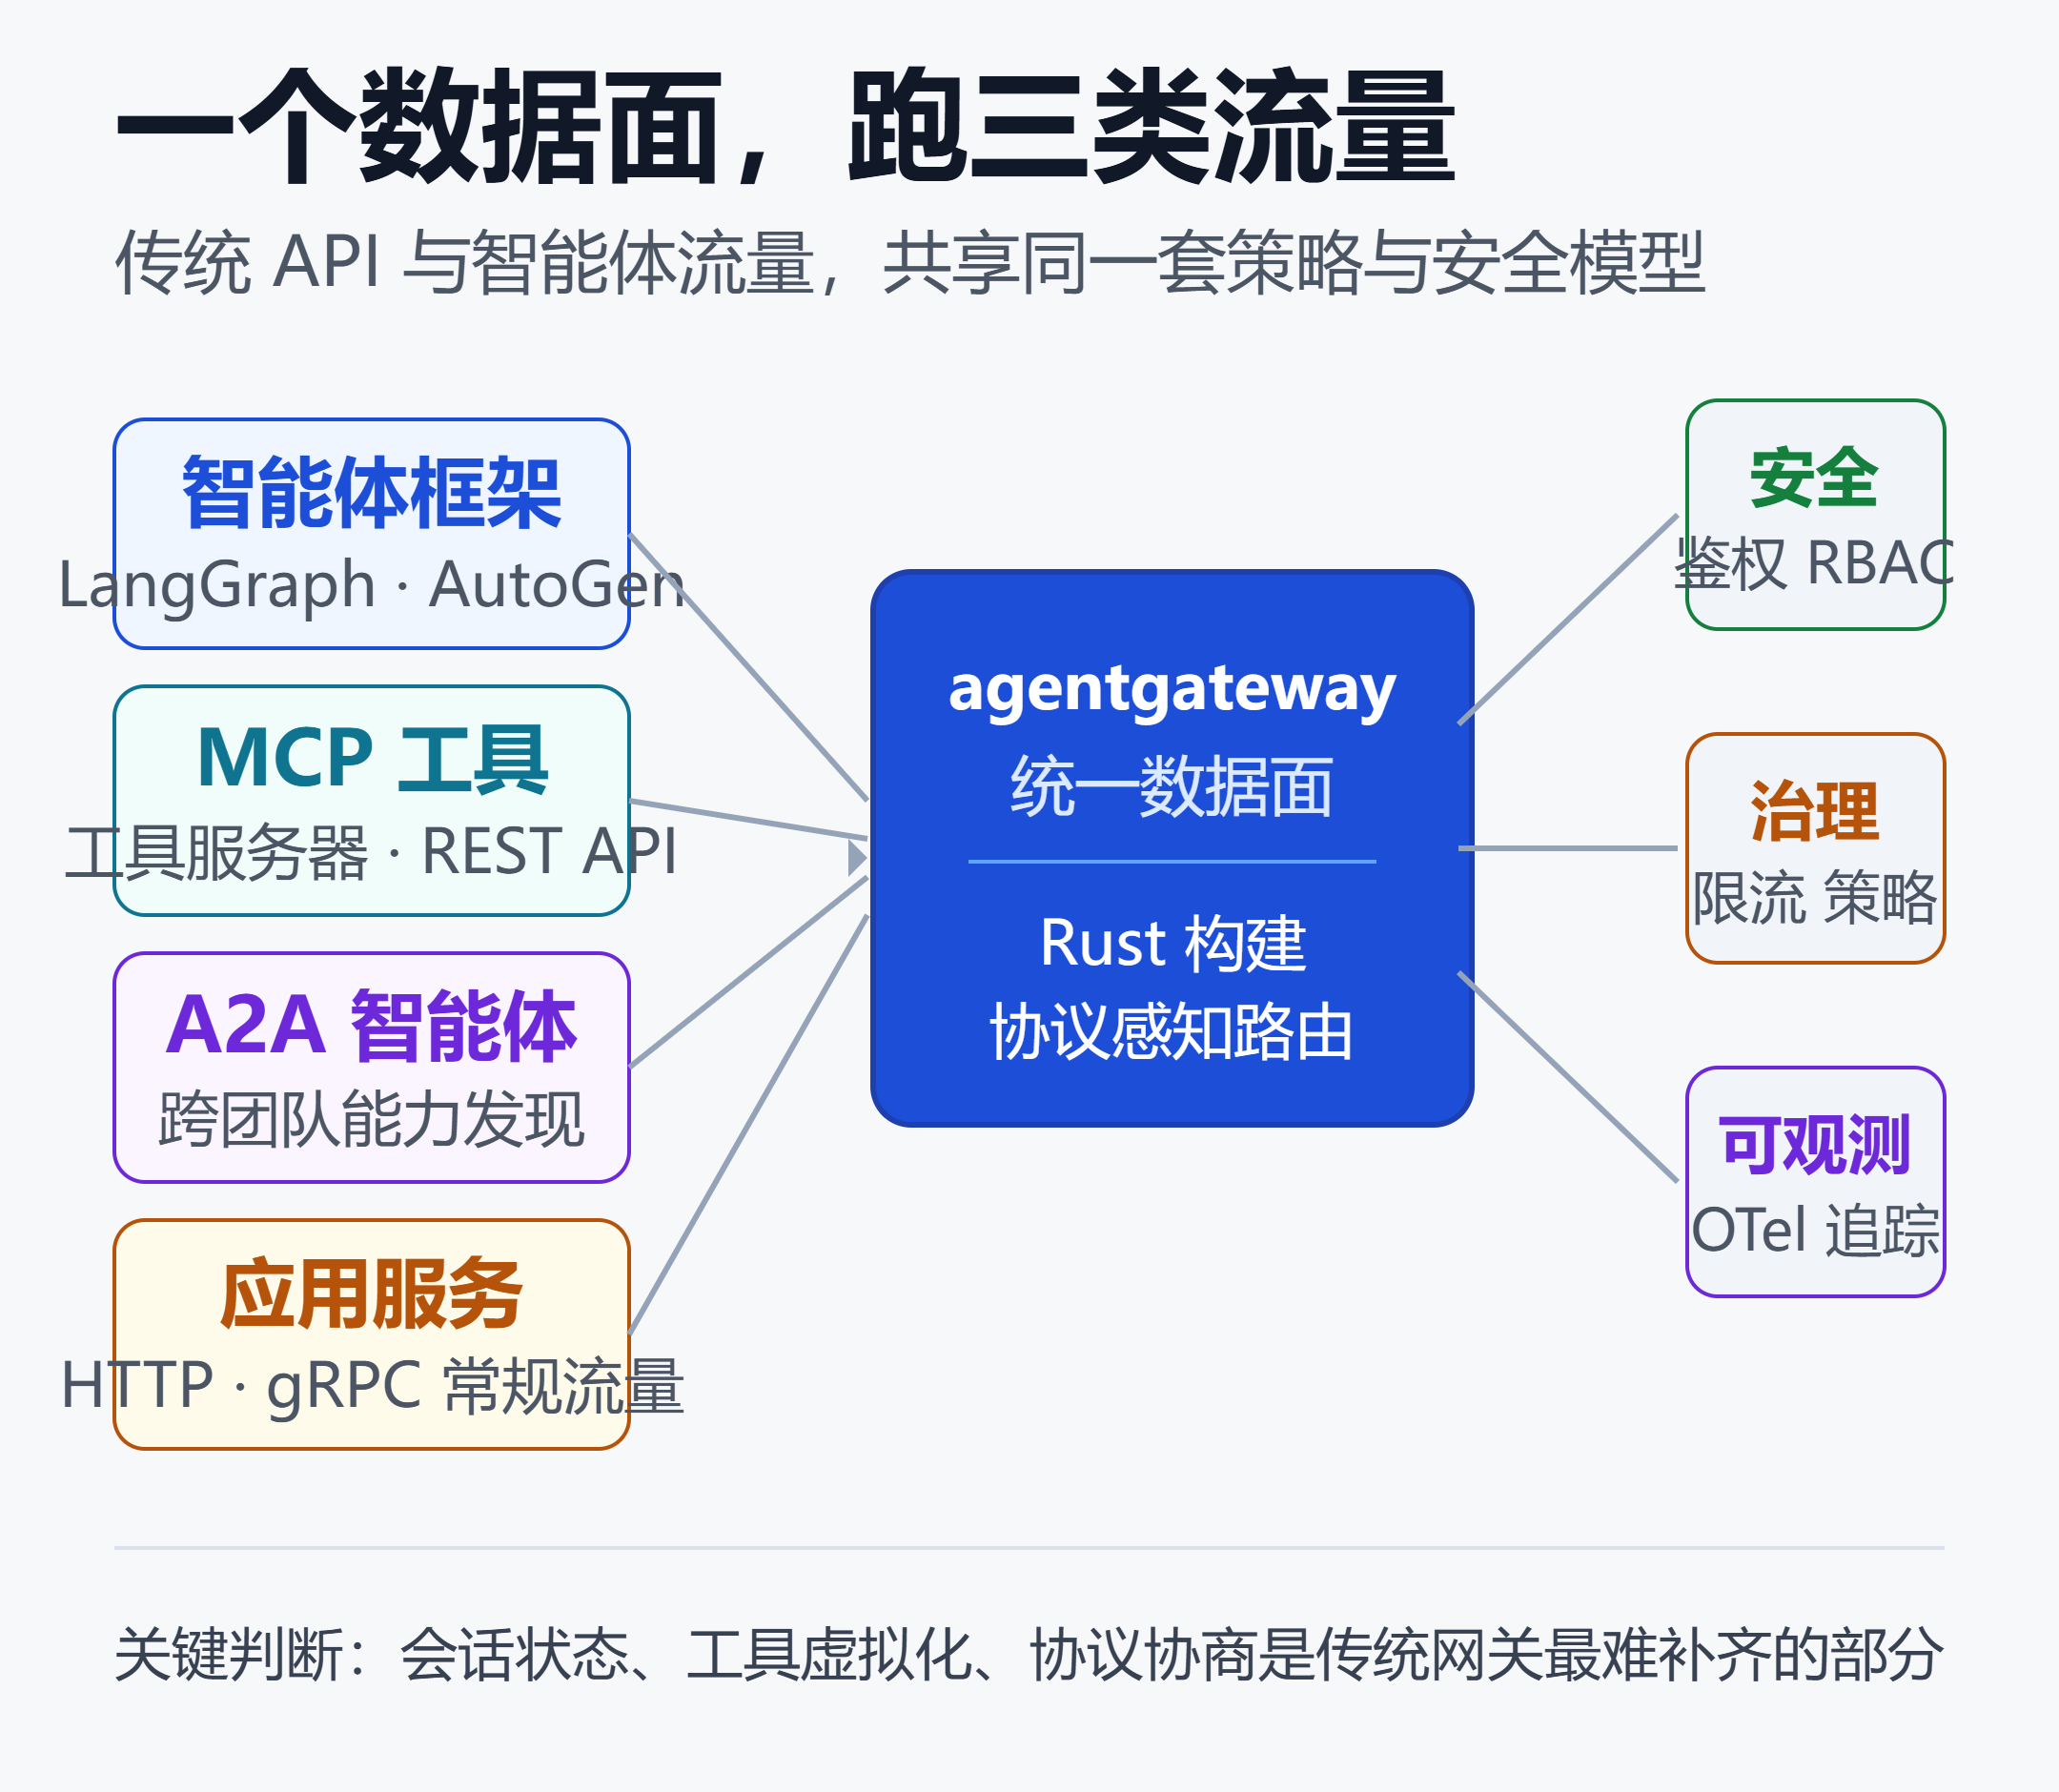 一个数据面，跑三类流量
传统 API 与智能体流量，共享同一套策略与安全模型
智能体框架
LangGraph · AutoGen
MCP 工具
工具服务器 · REST API
A2A 智能体
跨团队能力发现
应用服务
HTTP · gRPC 常规流量
agentgateway
统一数据面
Rust 构建
协议感知路由
安全
鉴权 RBAC
治理
限流 策略
可观测
OTel 追踪
关键判断：会话状态、工具虚拟化、协议协商是传统网关最难补齐的部分